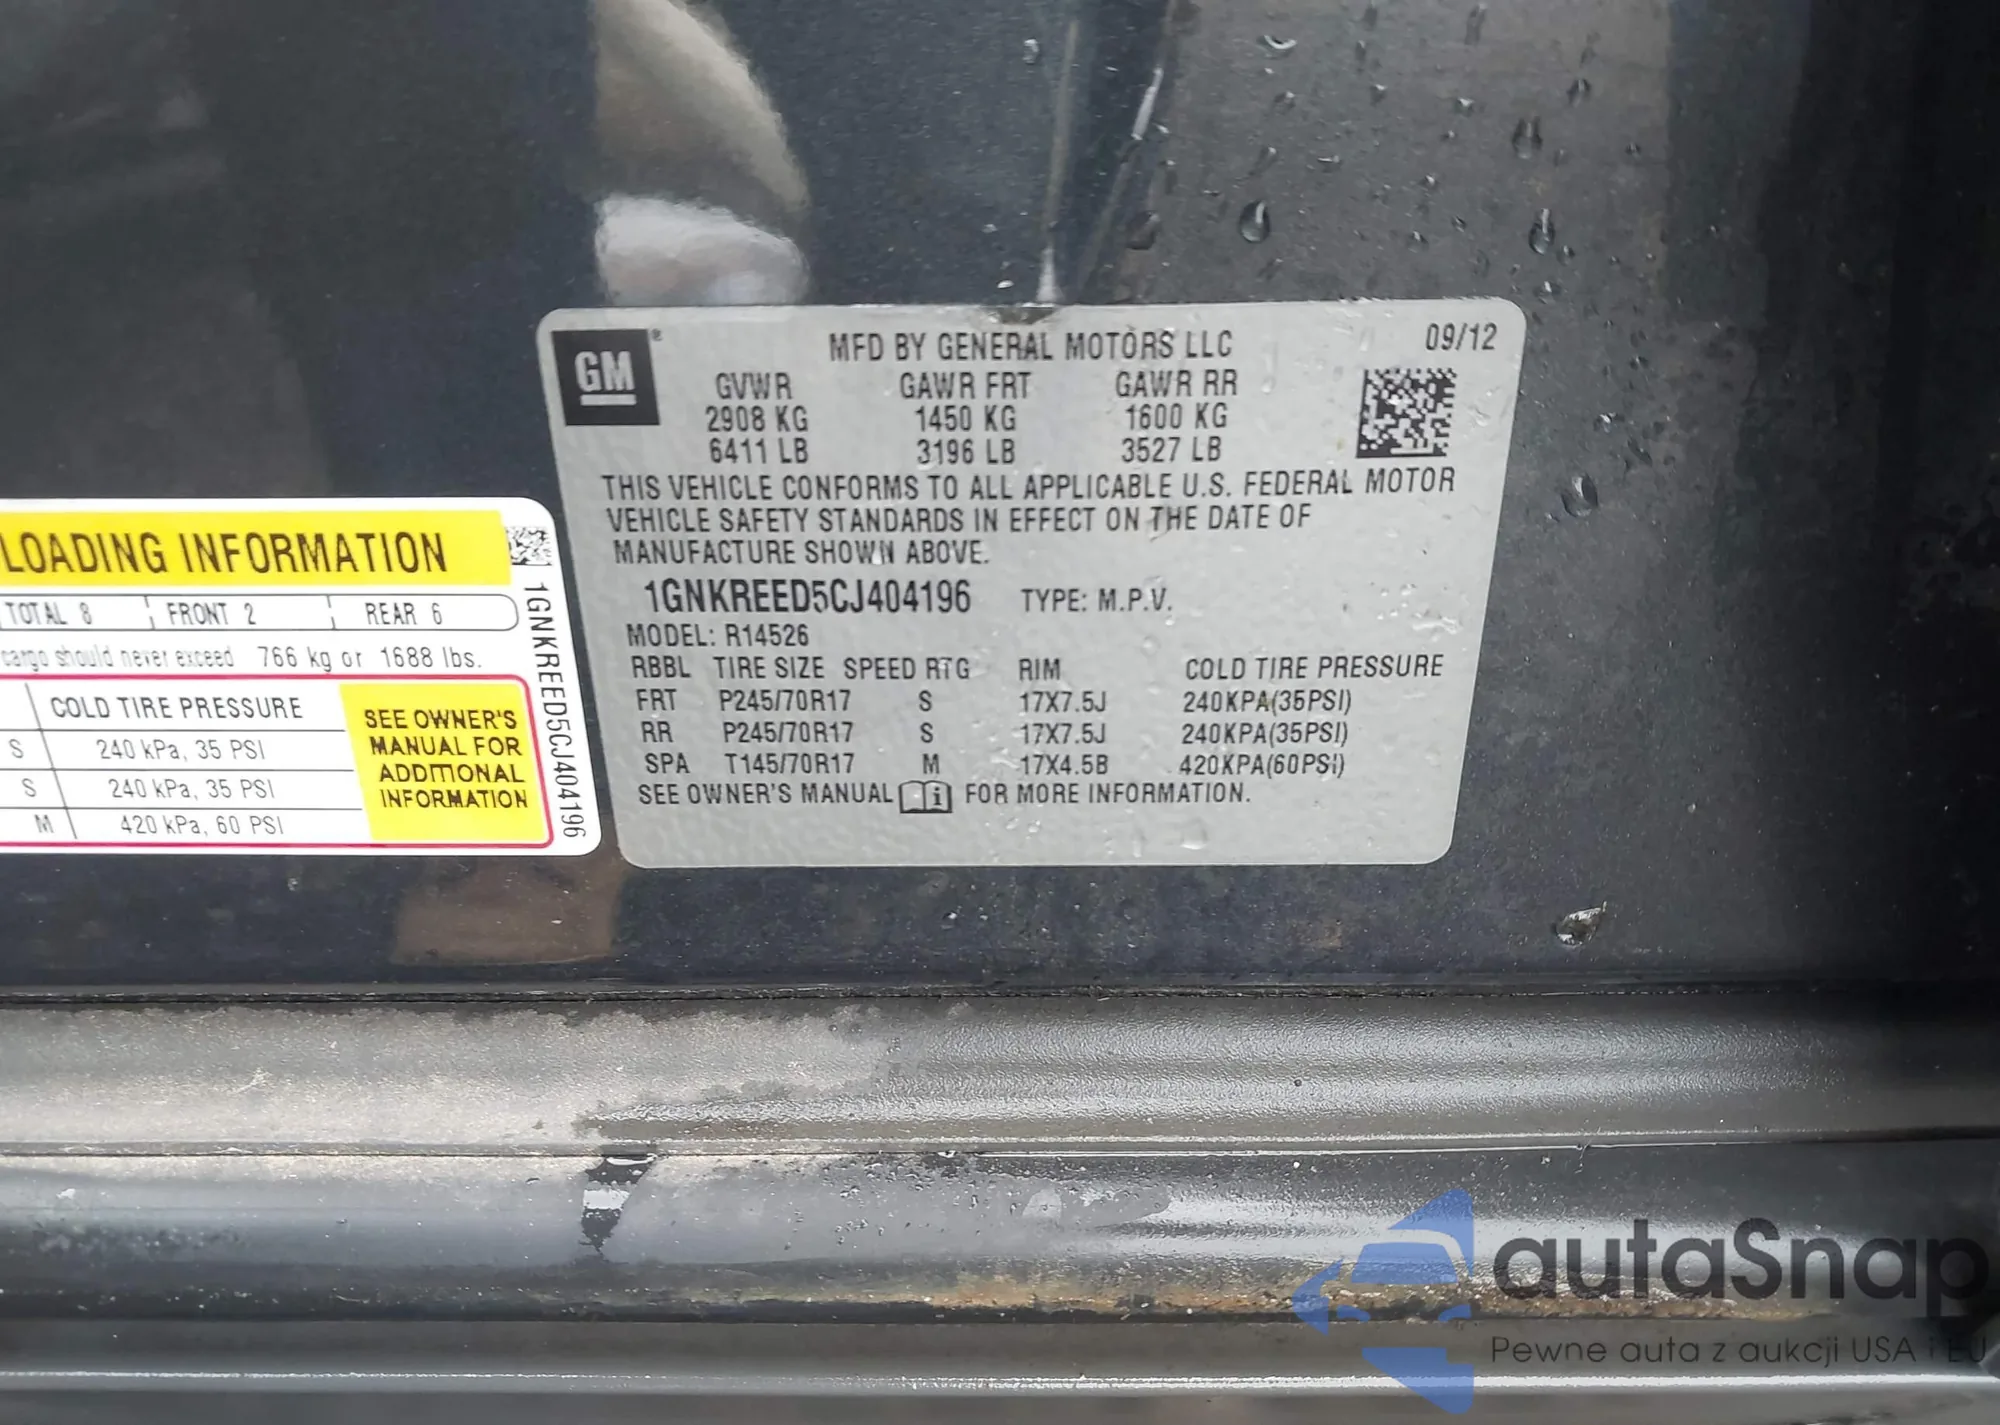 GM ®
MFD BY GENERAL MOTORS LLC 09/12
GVWR GAWR FRT GAWR RR
2908 KG 1450 KG 1600 KG
6411 LB 3196 LB 3527 LB
THIS VEHICLE CONFORMS TO ALL APPLICABLE U.S. FEDERAL MOTOR
VEHICLE SAFETY STANDARDS IN EFFECT ON THE DATE OF
MANUFACTURE SHOWN ABOVE.
1GNKREED5CJ404196 TYPE: M.P.V.
MODEL: R14526
RBBL TIRE SIZE SPEED RTG RIM COLD TIRE PRESSURE
FRT P245/70R17 S 17X7.5J 240KPA(35PSI)
RR P245/70R17 S 17X7.5J 240KPA(35PSI)
SPA T145/70R17 M 17X4.5B 420KPA(60PSI)
SEE OWNER'S MANUAL i FOR MORE INFORMATION.
LOADING INFORMATION
TOTAL 8 FRONT 2 REAR 6
cargo should never exceed 766 kg or 1688 lbs.
COLD TIRE PRESSURE
S 240 kPa, 35 PSI
S 240 kPa, 35 PSI
M 420 kPa, 60 PSI
SEE OWNER'S
MANUAL FOR
ADDITIONAL
INFORMATION
1GNKREED5CJ404196
autaSnap
Pewne auta z aukcji USA i EU